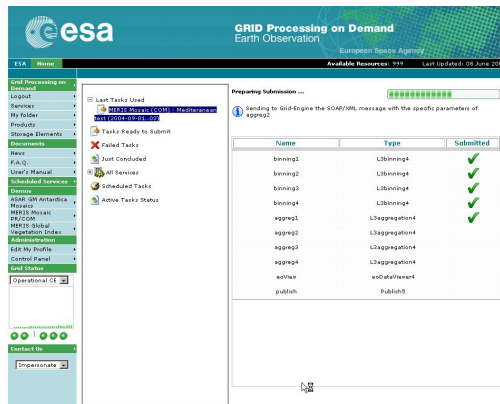 esa
GRID Processing on Demand
Earth Observation
European Space Agency
ESA Home
Available Resources: 999 Last Updated: 08 June 20
Grid Processing on
Demand
Logout
Services
My folder
Products
Storage Elements
Documents
News
F.A.Q.
User's Manual
Scheduled Services
Demos
ASAR GM Antarctica
Mosaics
MERIS Mosaic
PR/COM
MERIS Global
Vegetation Index
Administration
Edit My Profile
Control Panel
Grid Status
Operational CE
Contact Us
Impersonate
Last Tasks Used
MERIS Mosaic (COM) - Mediteranean
test (2004-09-01..03)
Tasks Ready to Submit
Failed Tasks
Just Concluded
All Services
Scheduled Tasks
Active Tasks Status
Preparing Submission ...
Sending to Grid-Engine the SOAP/XML message with the specific parameters of
aggreg2
Name Type Submitted
binning1 L3binning4
binning2 L3binning4
binning3 L3binning4
binning4 L3binning4
aggreg1 L3aggregation4
aggreg2 L3aggregation4
aggreg3 L3aggregation4
aggreg4 L3aggregation4
eoView eoDataViewer4
publish Publish5